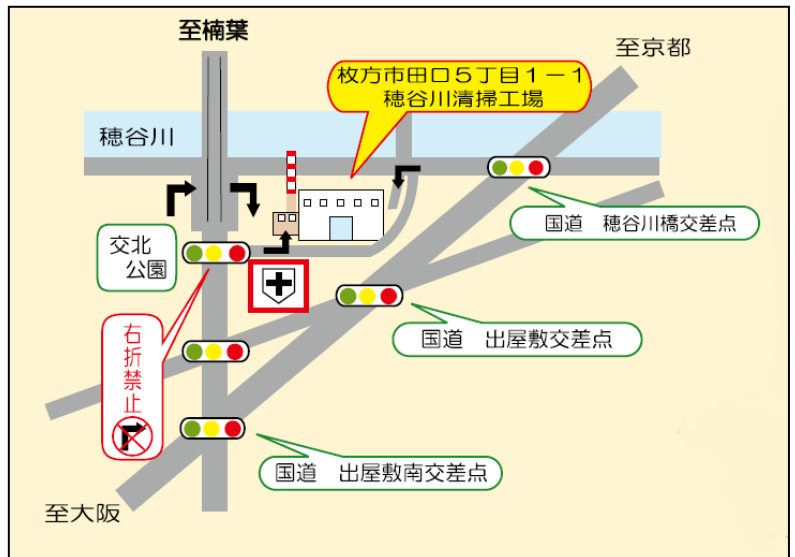 至楠葉
至京都
枚方市田口5丁目1－1
穂谷川清掃工場
穂谷川
国道　穂谷川橋交差点
交北
公園
国道　出屋敷交差点
右折禁止
国道　出屋敷南交差点
至大阪